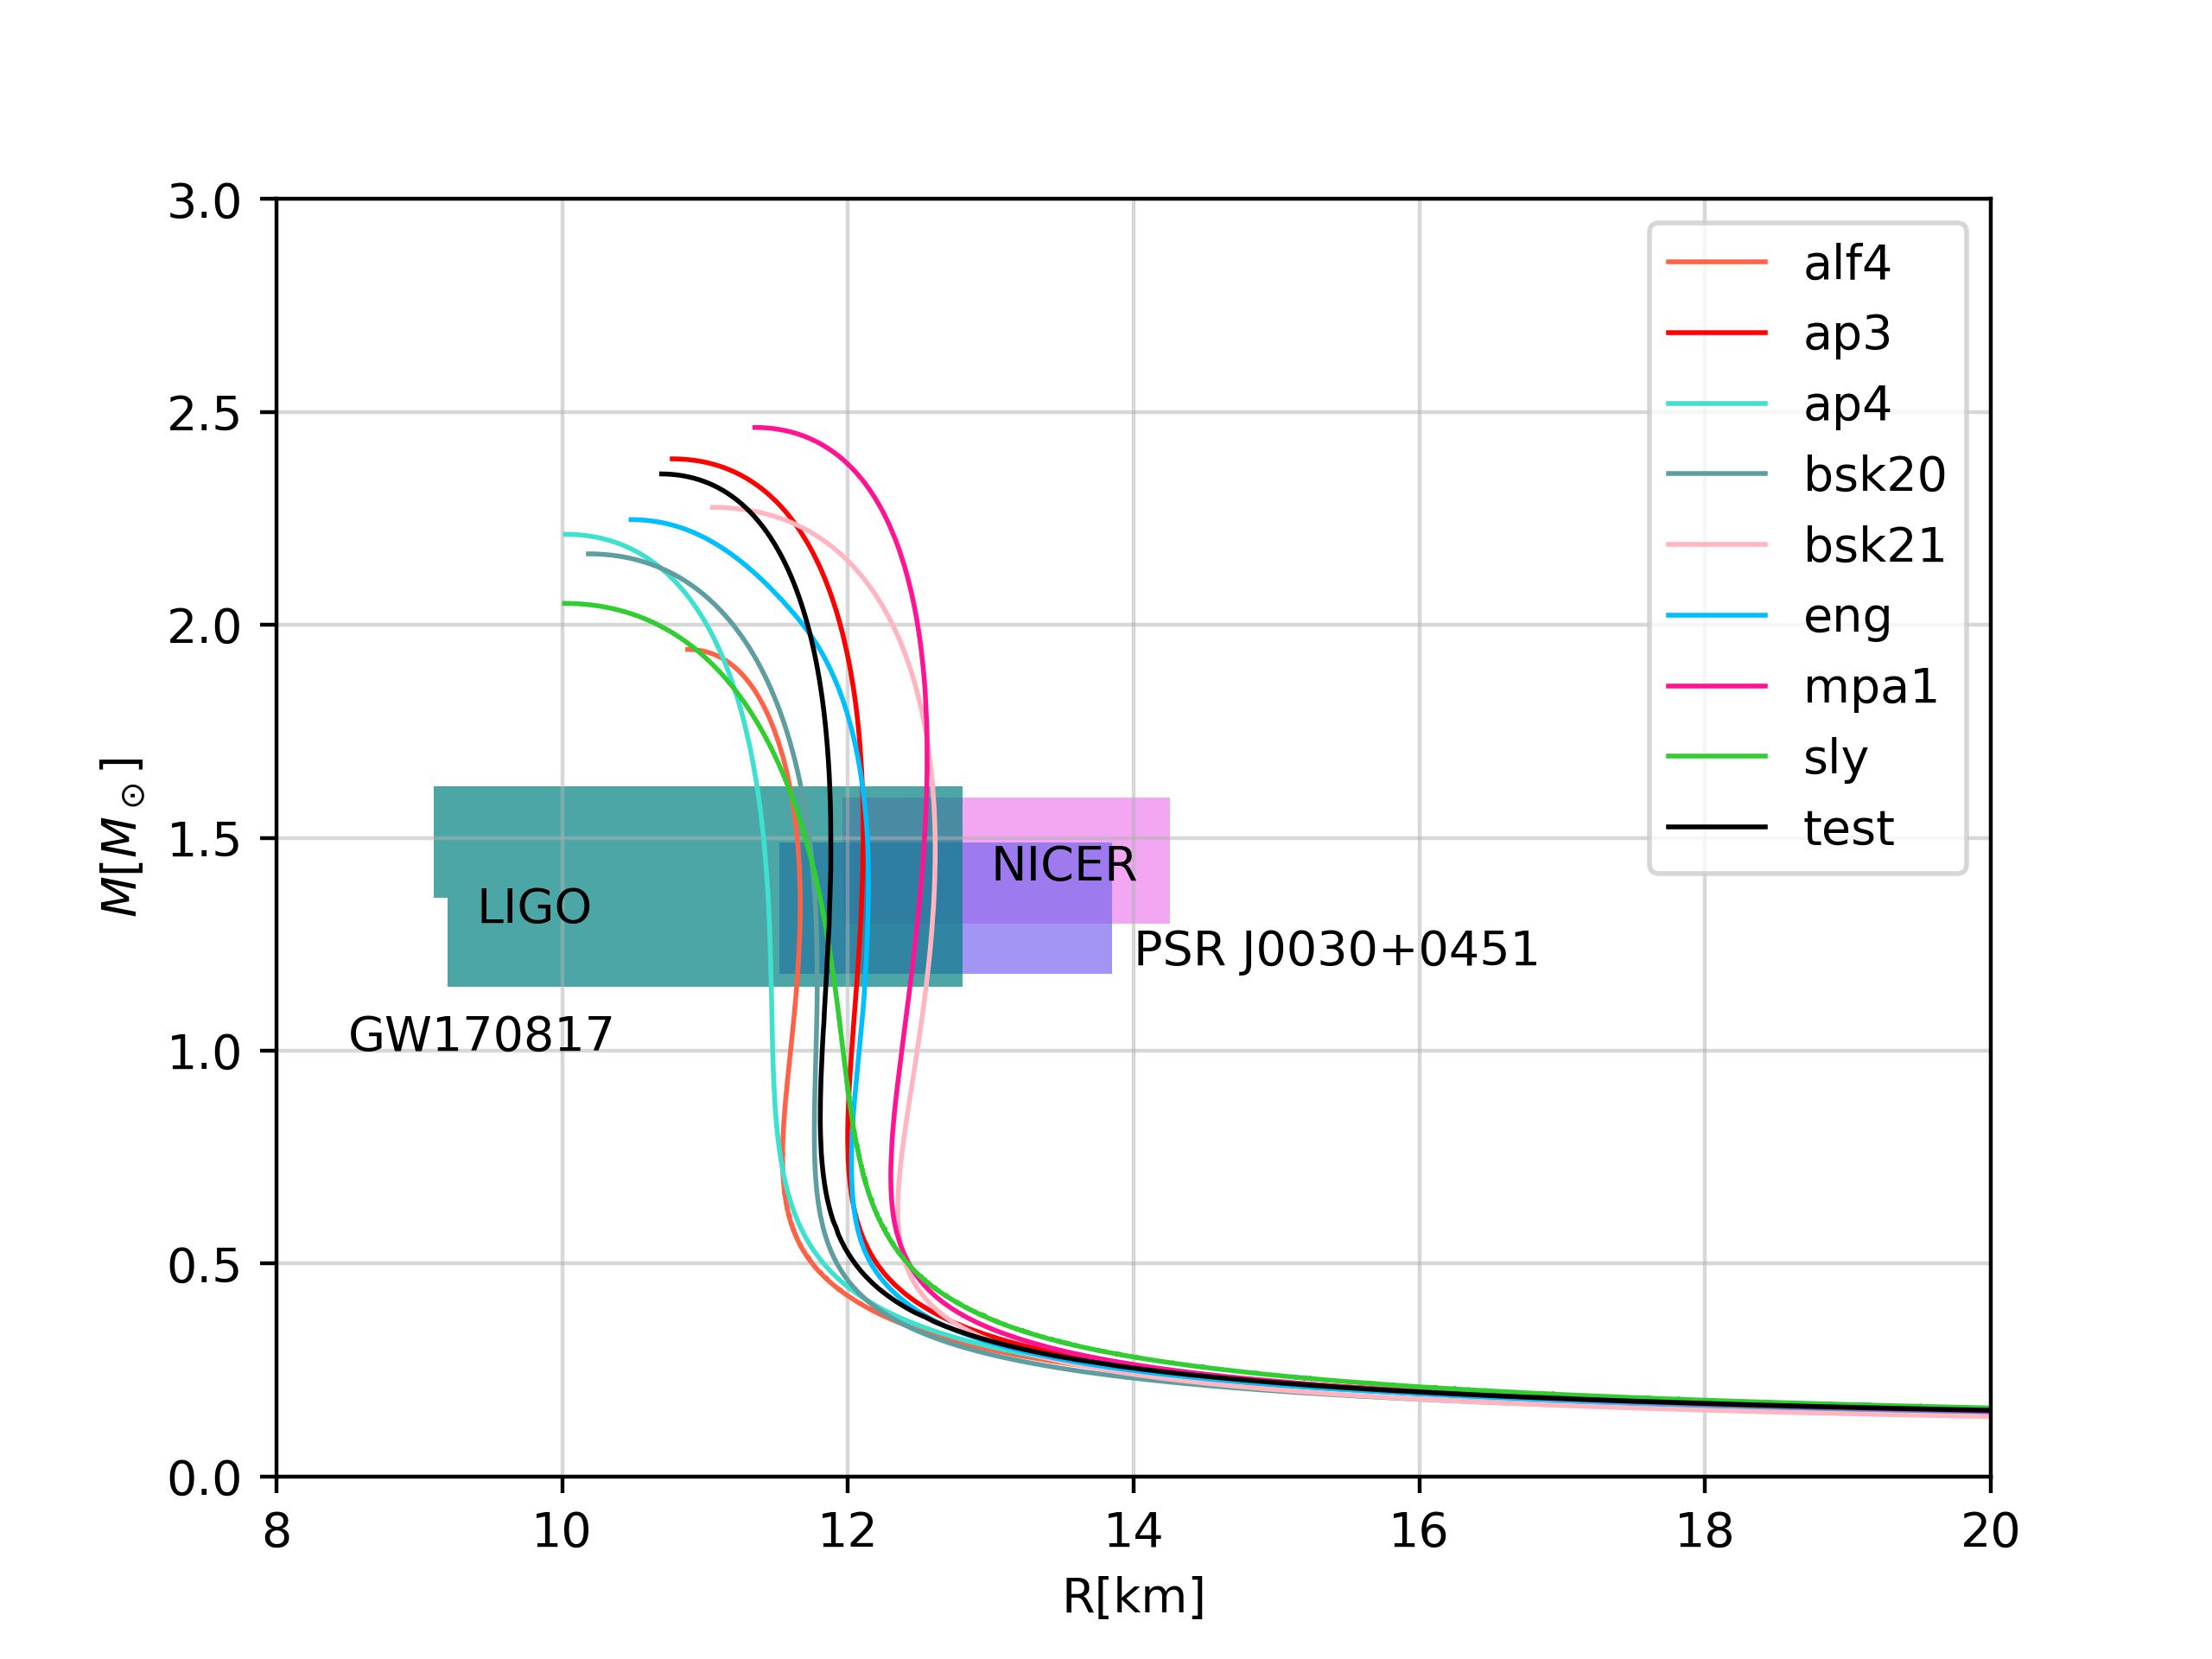 3.0
2.5
2.0
1.5
1.0
0.5
0.0
M[M⊙]
8
10
12
14
16
18
20
R[km]
alf4
ap3
ap4
bsk20
bsk21
eng
mpa1
sly
test
NICER
LIGO
PSR J0030+0451
GW170817